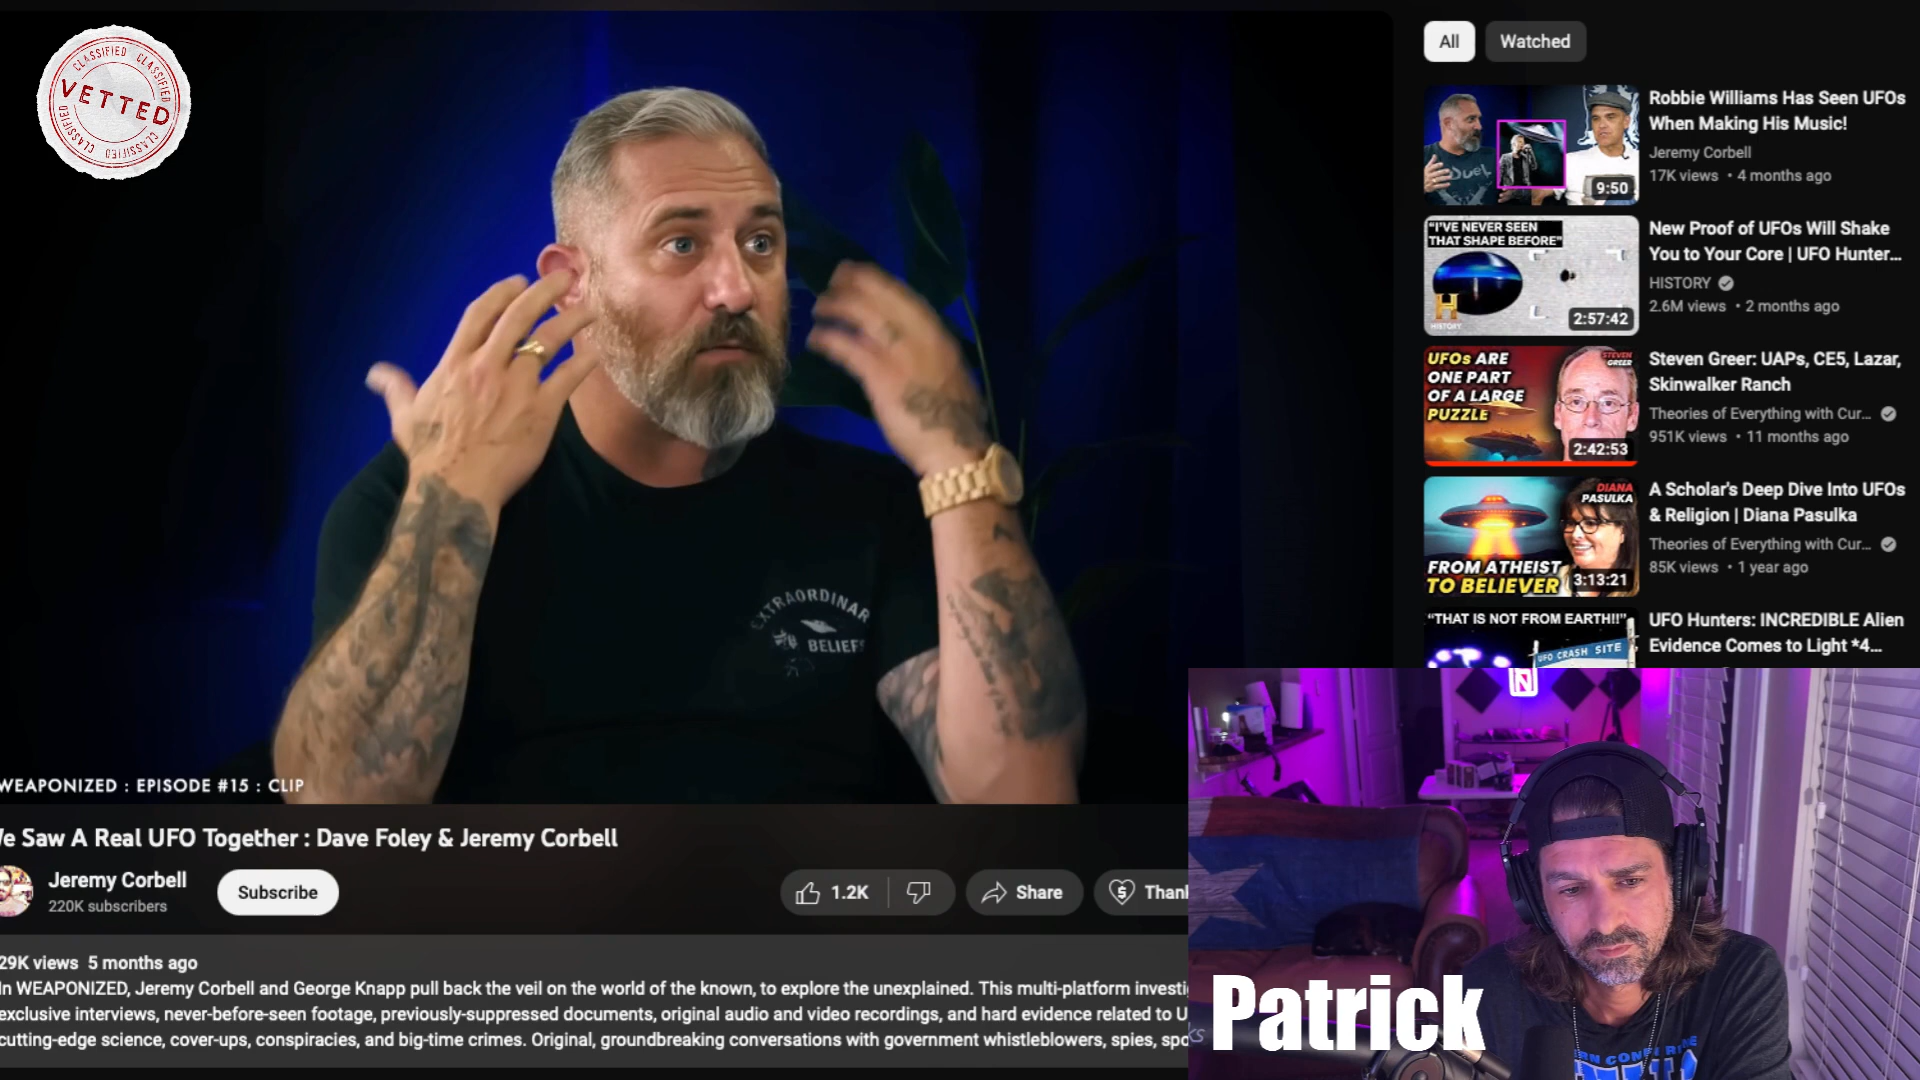 CLASSIFIED CLASSIFIED
VETTED
CLASSIFIED CLASSIFIED CLASSIFIED
EXTRAORDINAR
BELIEFS
WEAPONIZED : EPISODE #15 : CLIP
e Saw A Real UFO Together : Dave Foley & Jeremy Corbell
Jeremy Corbell
220K subscribers
Subscribe
1.2K
Share
Thank
29K views 5 months ago
In WEAPONIZED, Jeremy Corbell and George Knapp pull back the veil on the world of the known, to explore the unexplained. This multi-platform investi
exclusive interviews, never-before-seen footage, previously-suppressed documents, original audio and video recordings, and hard evidence related to U
cutting-edge science, cover-ups, conspiracies, and big-time crimes. Original, groundbreaking conversations with government whistleblowers, spies, spo
All
Watched
Duel
9:50
Robbie Williams Has Seen UFOs
When Making His Music!
Jeremy Corbell
17K views • 4 months ago
"I'VE NEVER SEEN
THAT SHAPE BEFORE"
H
HISTORY
2:57:42
New Proof of UFOs Will Shake
You to Your Core | UFO Hunter...
HISTORY
2.6M views • 2 months ago
UFOs ARE
ONE PART
OF A LARGE
PUZZLE
STEVEN
GREER
2:42:53
Steven Greer: UAPs, CE5, Lazar,
Skinwalker Ranch
Theories of Everything with Cur...
951K views • 11 months ago
DIANA
PASULKA
FROM ATHEIST
TO BELIEVER
3:13:21
A Scholar's Deep Dive Into UFOs
& Religion | Diana Pasulka
Theories of Everything with Cur...
85K views • 1 year ago
"THAT IS NOT FROM EARTH!!"
UFO CRASH SITE
UFO Hunters: INCREDIBLE Alien
Evidence Comes to Light *4...
N
Patrick
ks